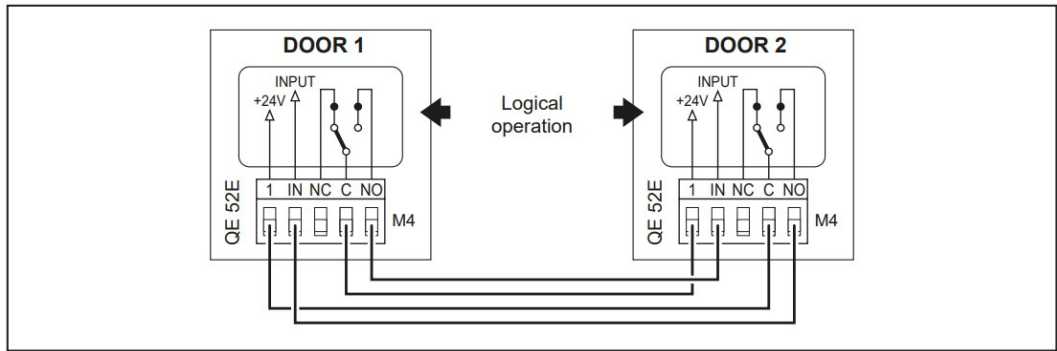 DOOR 1
INPUT
+24V
1 IN NC C NO
QE 52E
M4
Logical
operation
DOOR 2
INPUT
+24V
1 IN NC C NO
QE 52E
M4